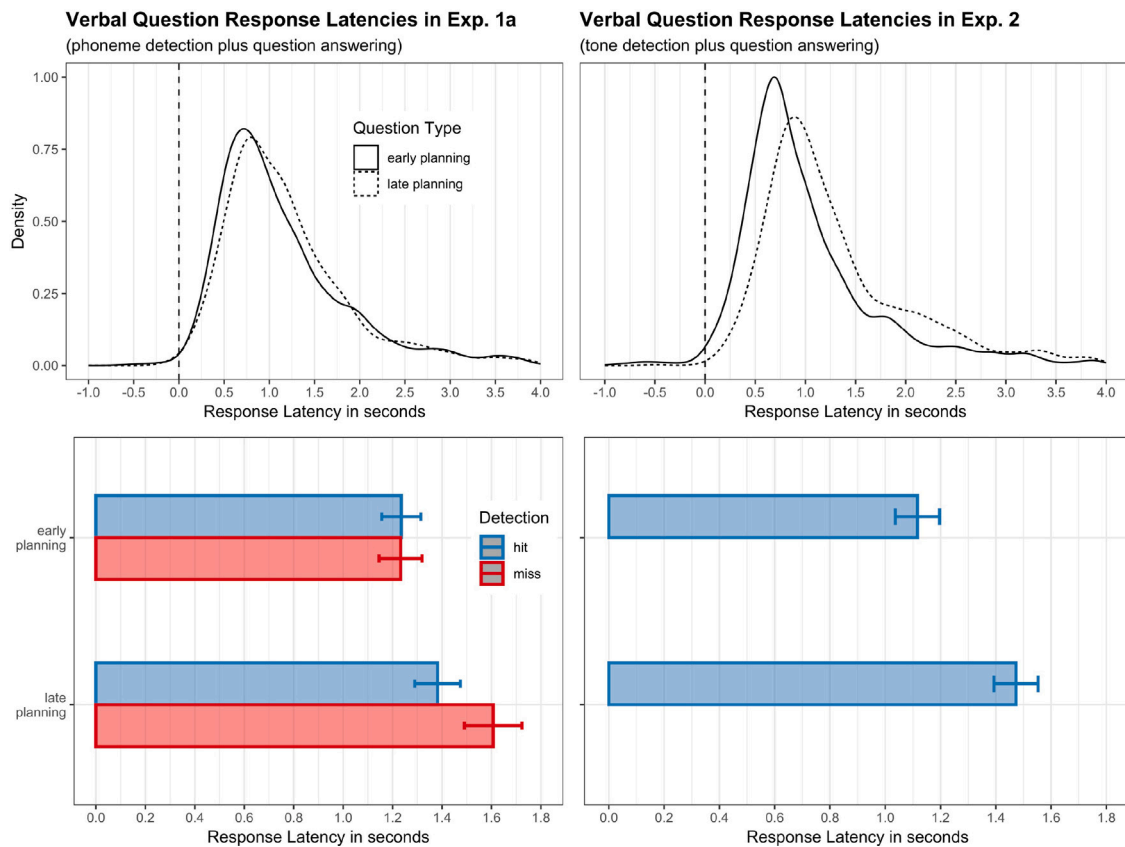 Verbal Question Response Latencies in Exp. 1a
(phoneme detection plus question answering)
Verbal Question Response Latencies in Exp. 2
(tone detection plus question answering)
1.00
0.75
0.50
0.25
0.00
Density
Question Type
early planning
late planning
-1.0 -0.5 0.0 0.5 1.0 1.5 2.0 2.5 3.0 3.5 4.0
Response Latency in seconds
-1.0 -0.5 0.0 0.5 1.0 1.5 2.0 2.5 3.0 3.5 4.0
Response Latency in seconds
early
planning
late
planning
Detection
hit
miss
0.0 0.2 0.4 0.6 0.8 1.0 1.2 1.4 1.6 1.8
Response Latency in seconds
0.0 0.2 0.4 0.6 0.8 1.0 1.2 1.4 1.6 1.8
Response Latency in seconds